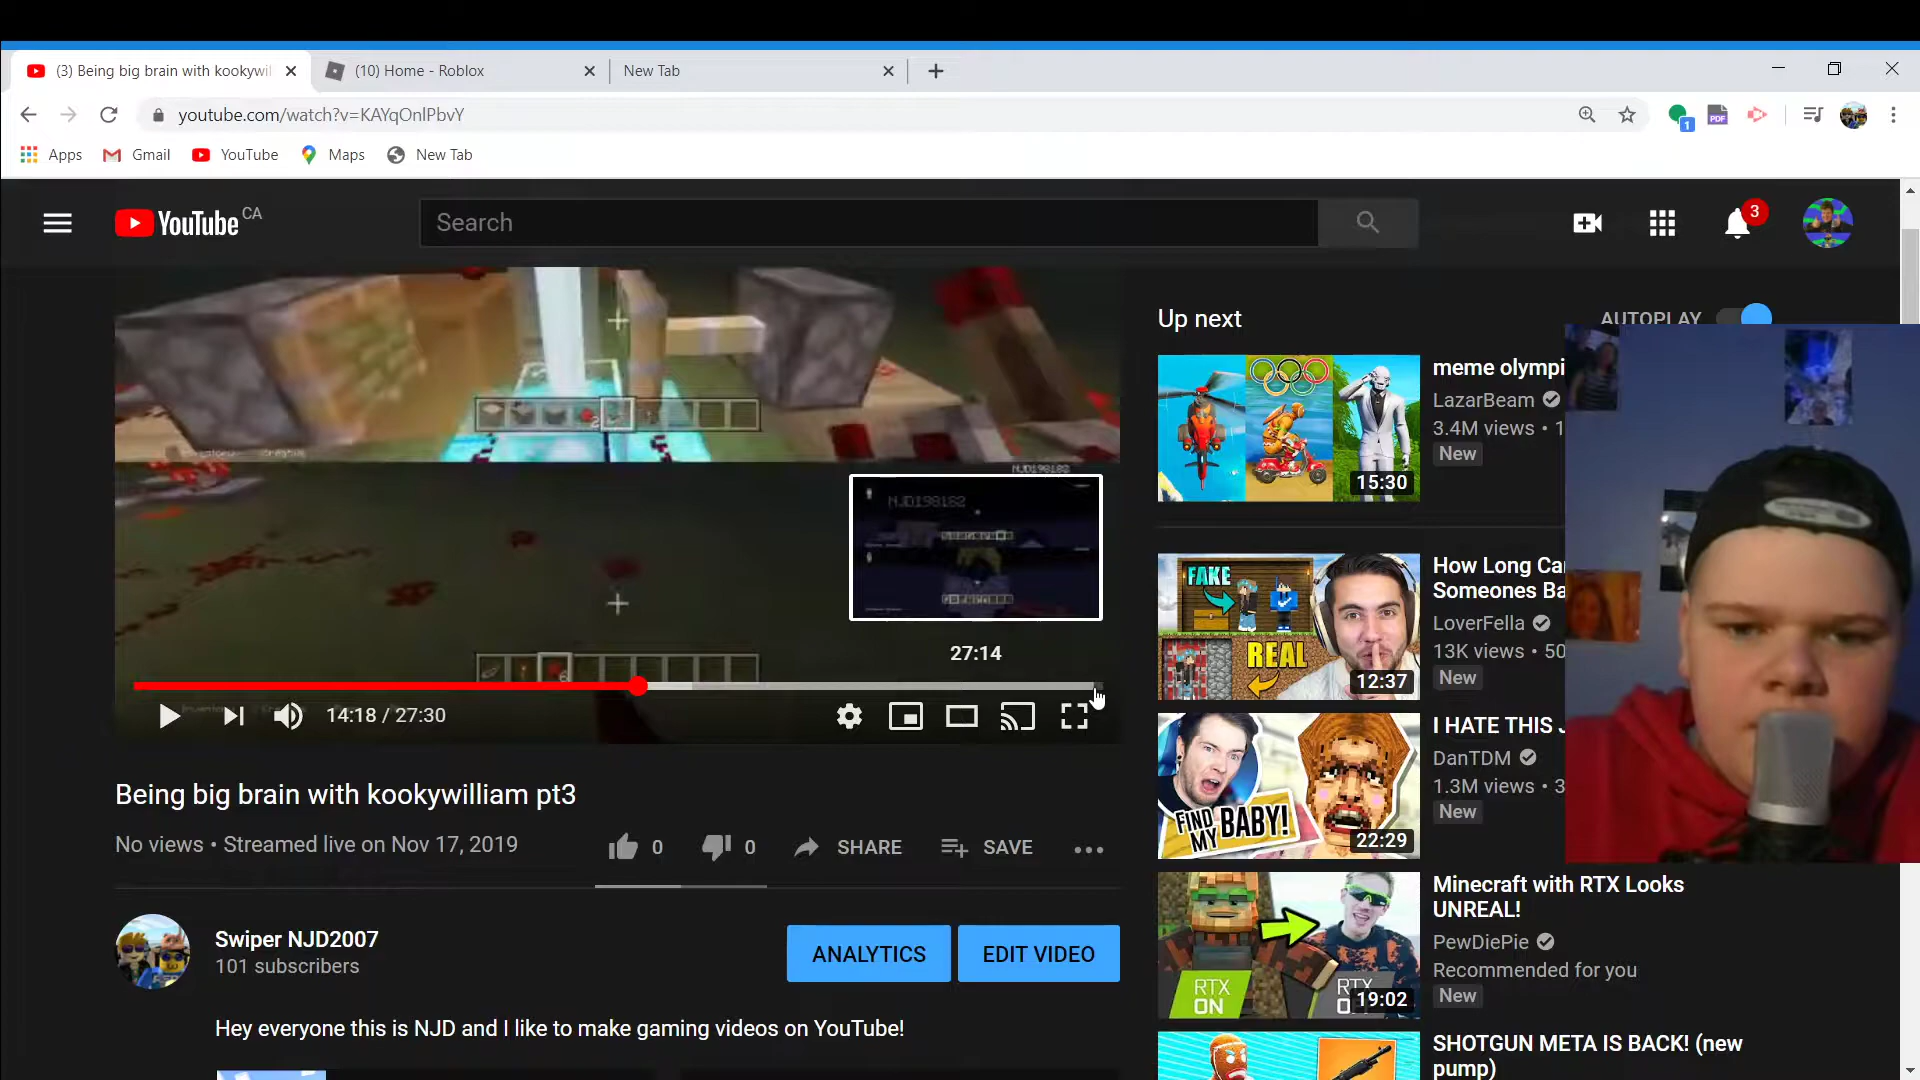 (3) Being big brain with kookywil
(10) Home - Roblox
New Tab
youtube.com/watch?v=KAYqOnlPbvY
PDF
1
Apps
Gmail
YouTube
Maps
New Tab
YouTube CA
Search
3
Up next
AUTOPLAY
meme olympi
LazarBeam
3.4M views • 1
New
15:30
NJD198182
NJD198182
27:14
14:18 / 27:30
FAKE
REAL
12:37
How Long Ca
Someones Ba
LoverFella
13K views • 50
New
FIND MY BABY!
22:29
I HATE THIS J
DanTDM
1.3M views • 3
New
Being big brain with kookywilliam pt3
No views • Streamed live on Nov 17, 2019
0
0
SHARE
SAVE
RTX
ON
RTX
19:02
Minecraft with RTX Looks
UNREAL!
PewDiePie
Recommended for you
New
Swiper NJD2007
101 subscribers
ANALYTICS
EDIT VIDEO
Hey everyone this is NJD and I like to make gaming videos on YouTube!
SHOTGUN META IS BACK! (new
pump)